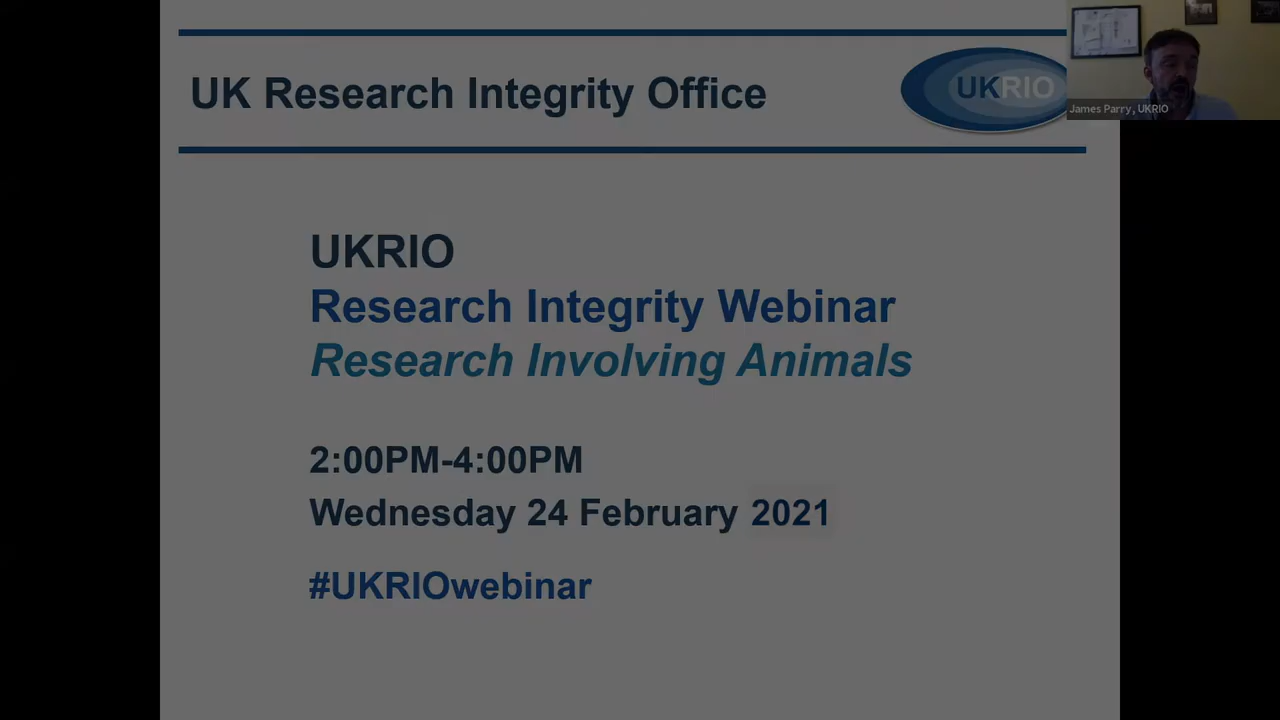 UK Research Integrity Office
UKRIO
James Parry, UKRIO
UKRIO
Research Integrity Webinar
Research Involving Animals
2:00PM-4:00PM
Wednesday 24 February 2021
#UKRIOwebinar